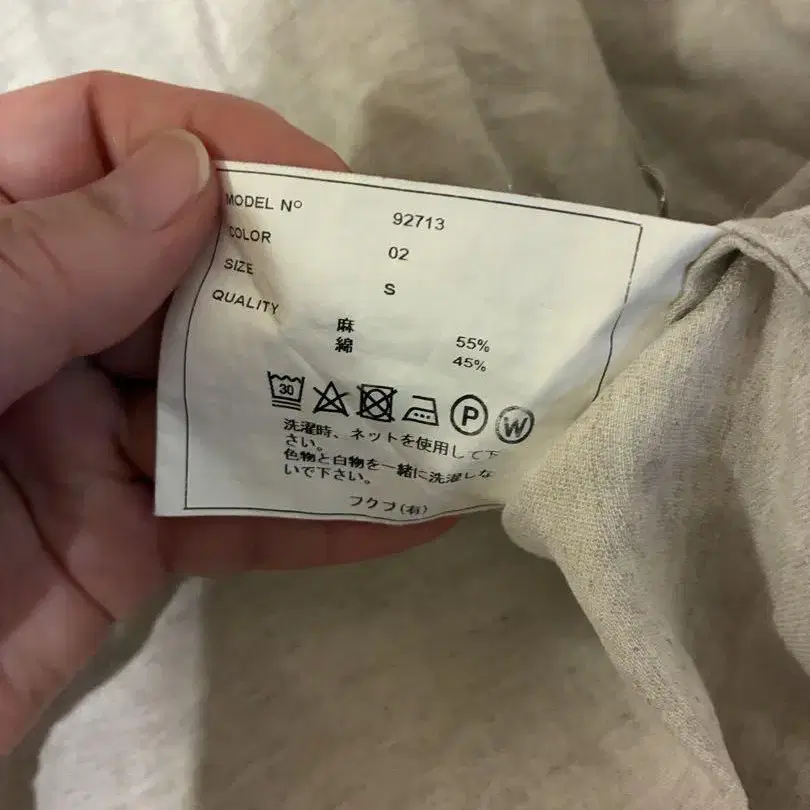 MODEL Nº 92713
COLOR 02
SIZE S
QUALITY
麻 55%
綿 45%
30 P W
洗濯時、ネットを使用して下
さい。
色物と白物を一緒に洗濯しな
いで下さい。
フクブ(有)